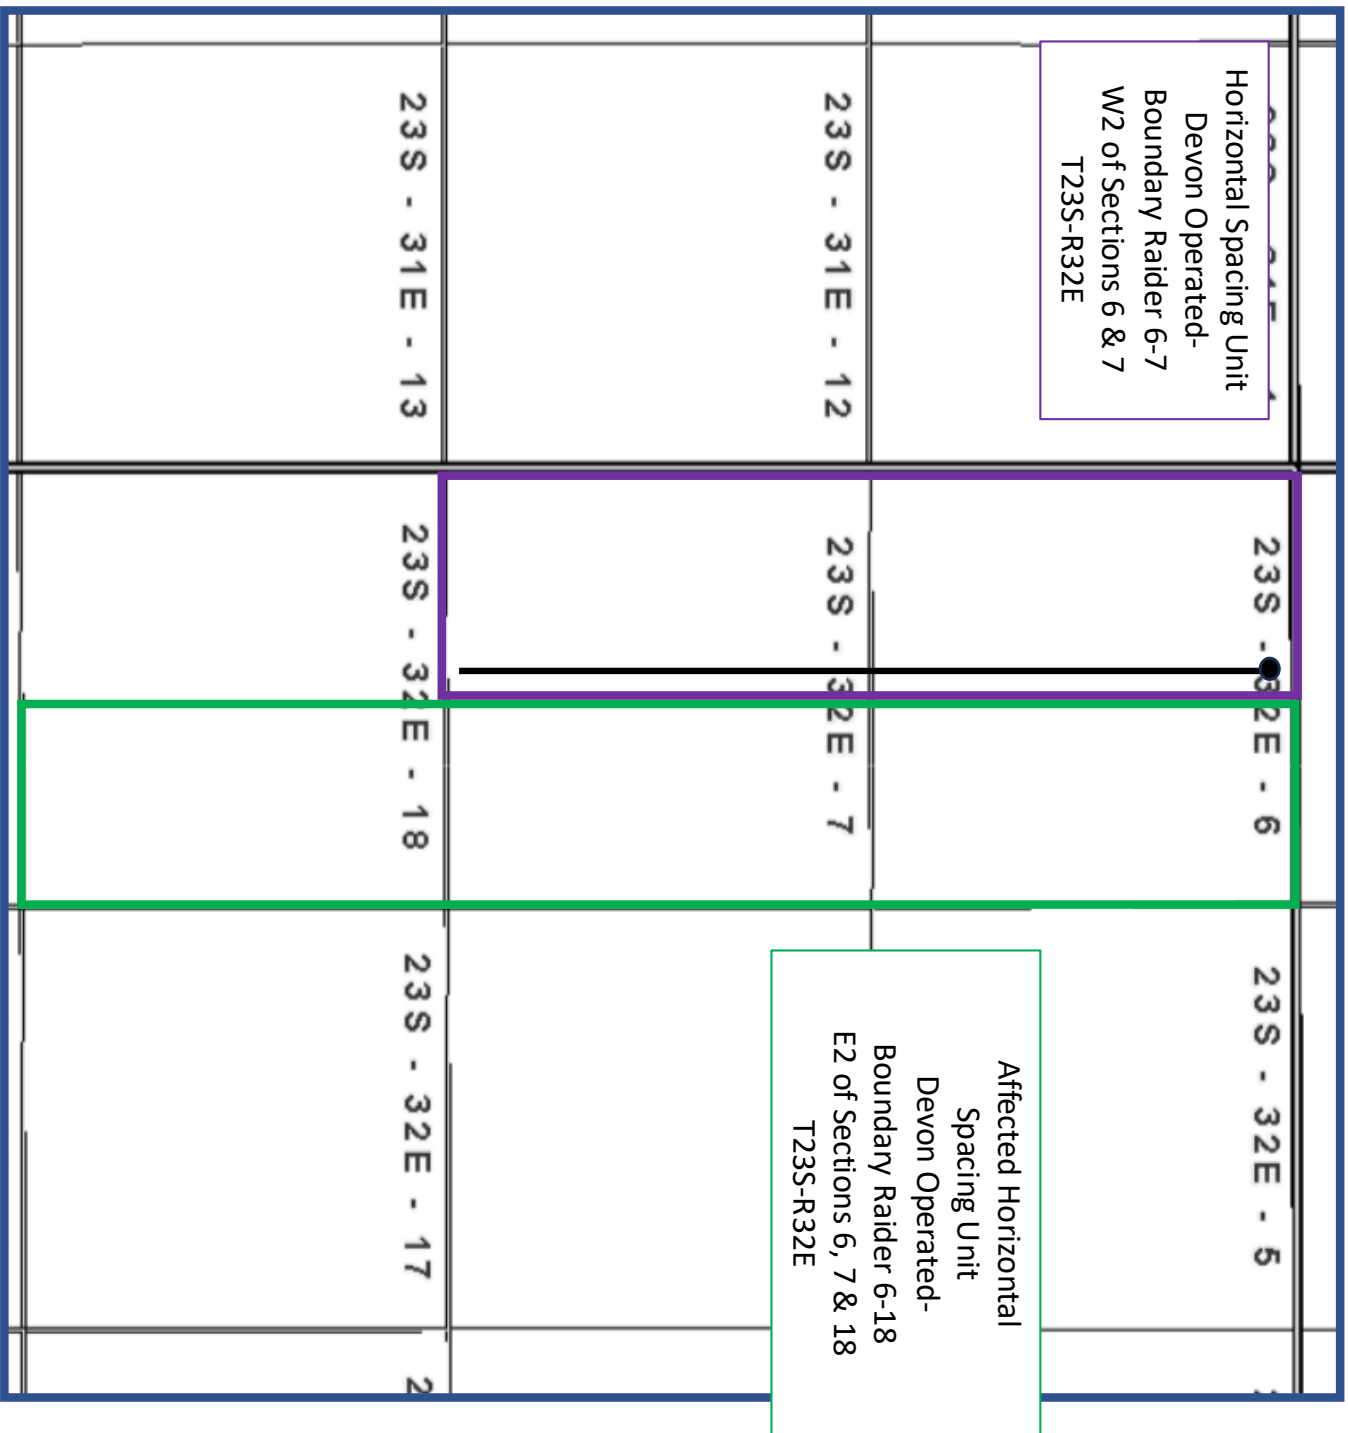 Horizontal Spacing Unit
Devon Operated-
Boundary Raider 6-7
W2 of Sections 6 & 7
T23S-R32E
23S - 31E - 12
23S - 31E - 13
23S - 32E - 6
23S - 32E - 7
23S - 32E - 18
23S - 32E - 5
23S - 32E - 17
Affected Horizontal
Spacing Unit
Devon Operated-
Boundary Raider 6-18
E2 of Sections 6, 7 & 18
T23S-R32E
2